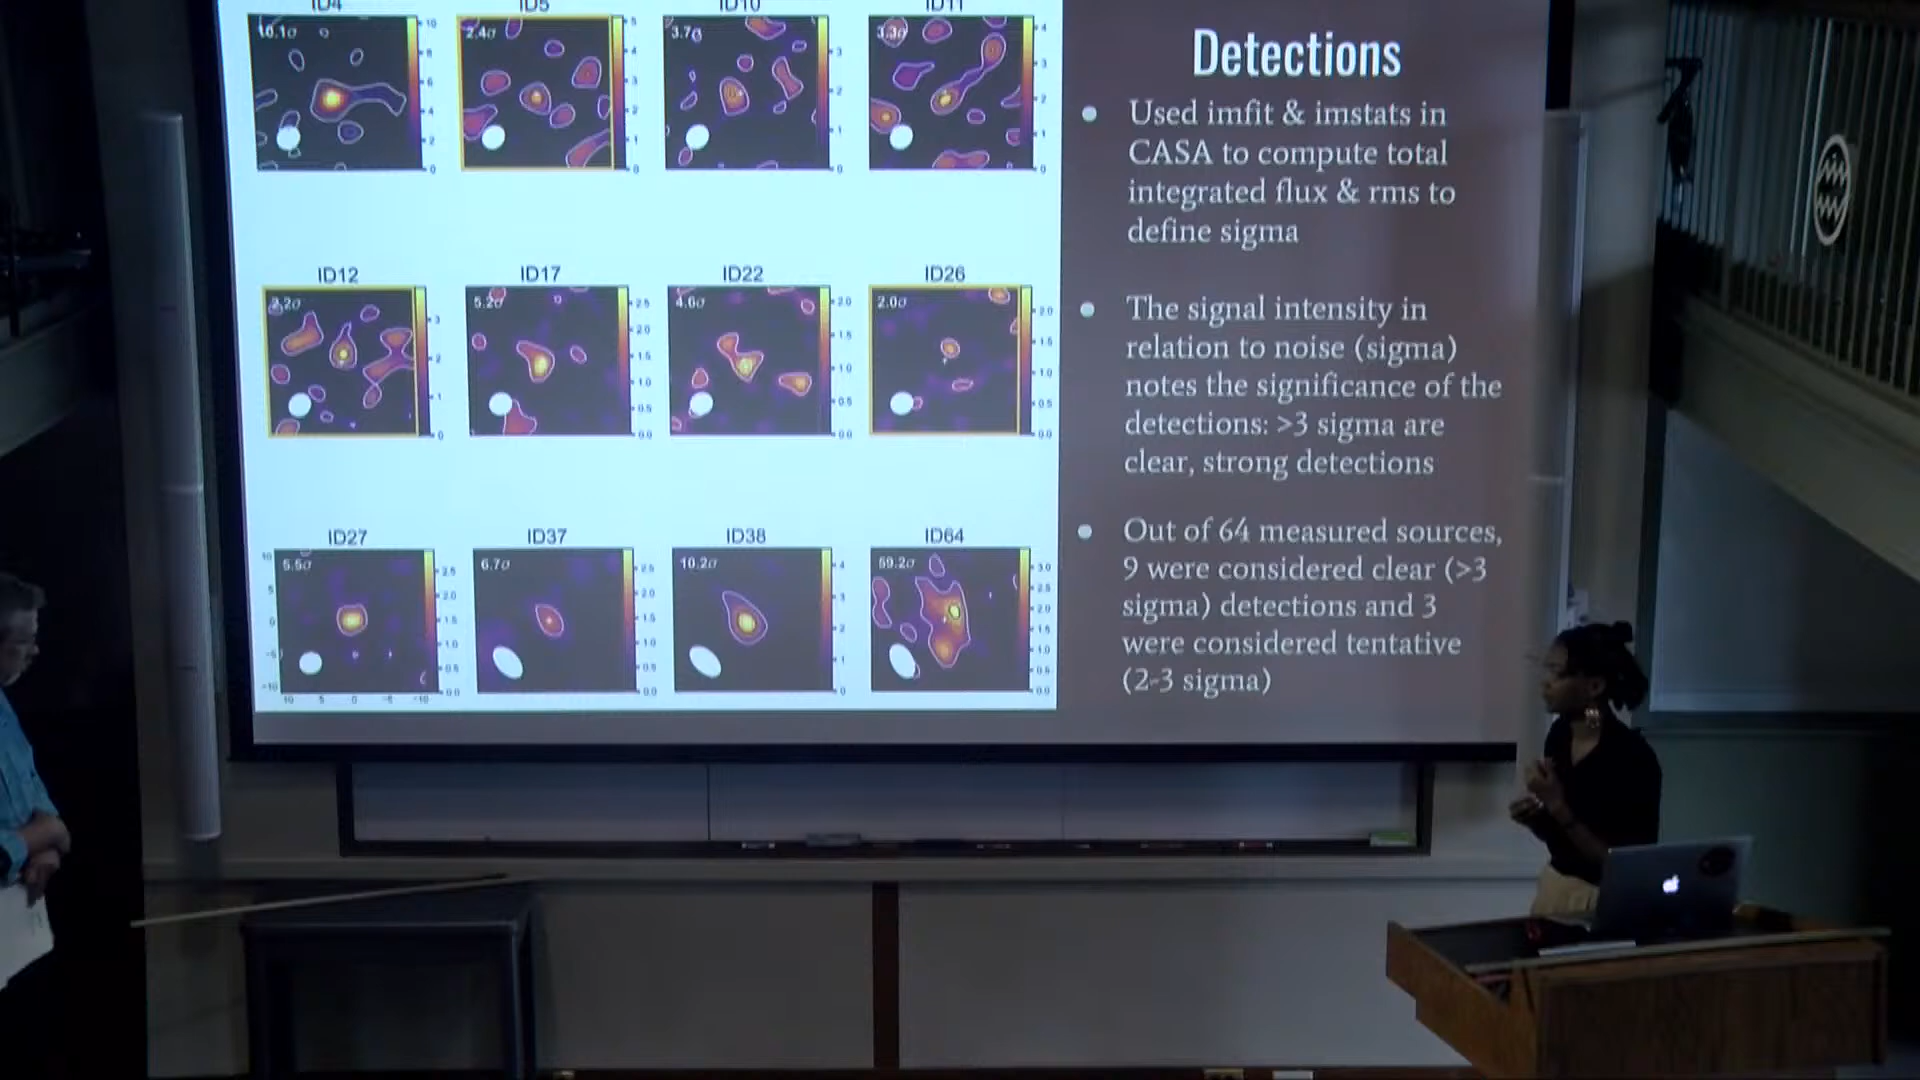 ID4 ID5 ID10 ID11
10.1σ 2.4σ 3.7σ 3.3σ
ID12 ID17 ID22 ID26
5.2σ 4.6σ 2.0σ
ID27 ID37 ID38 ID64
5.5σ 6.7σ 10.2σ 59.2σ
Detections
Used imfit & imstats in
CASA to compute total
integrated flux & rms to
define sigma
The signal intensity in
relation to noise (sigma)
notes the significance of the
detections: >3 sigma are
clear, strong detections
Out of 64 measured sources,
9 were considered clear (>3
sigma) detections and 3
were considered tentative
(2-3 sigma)